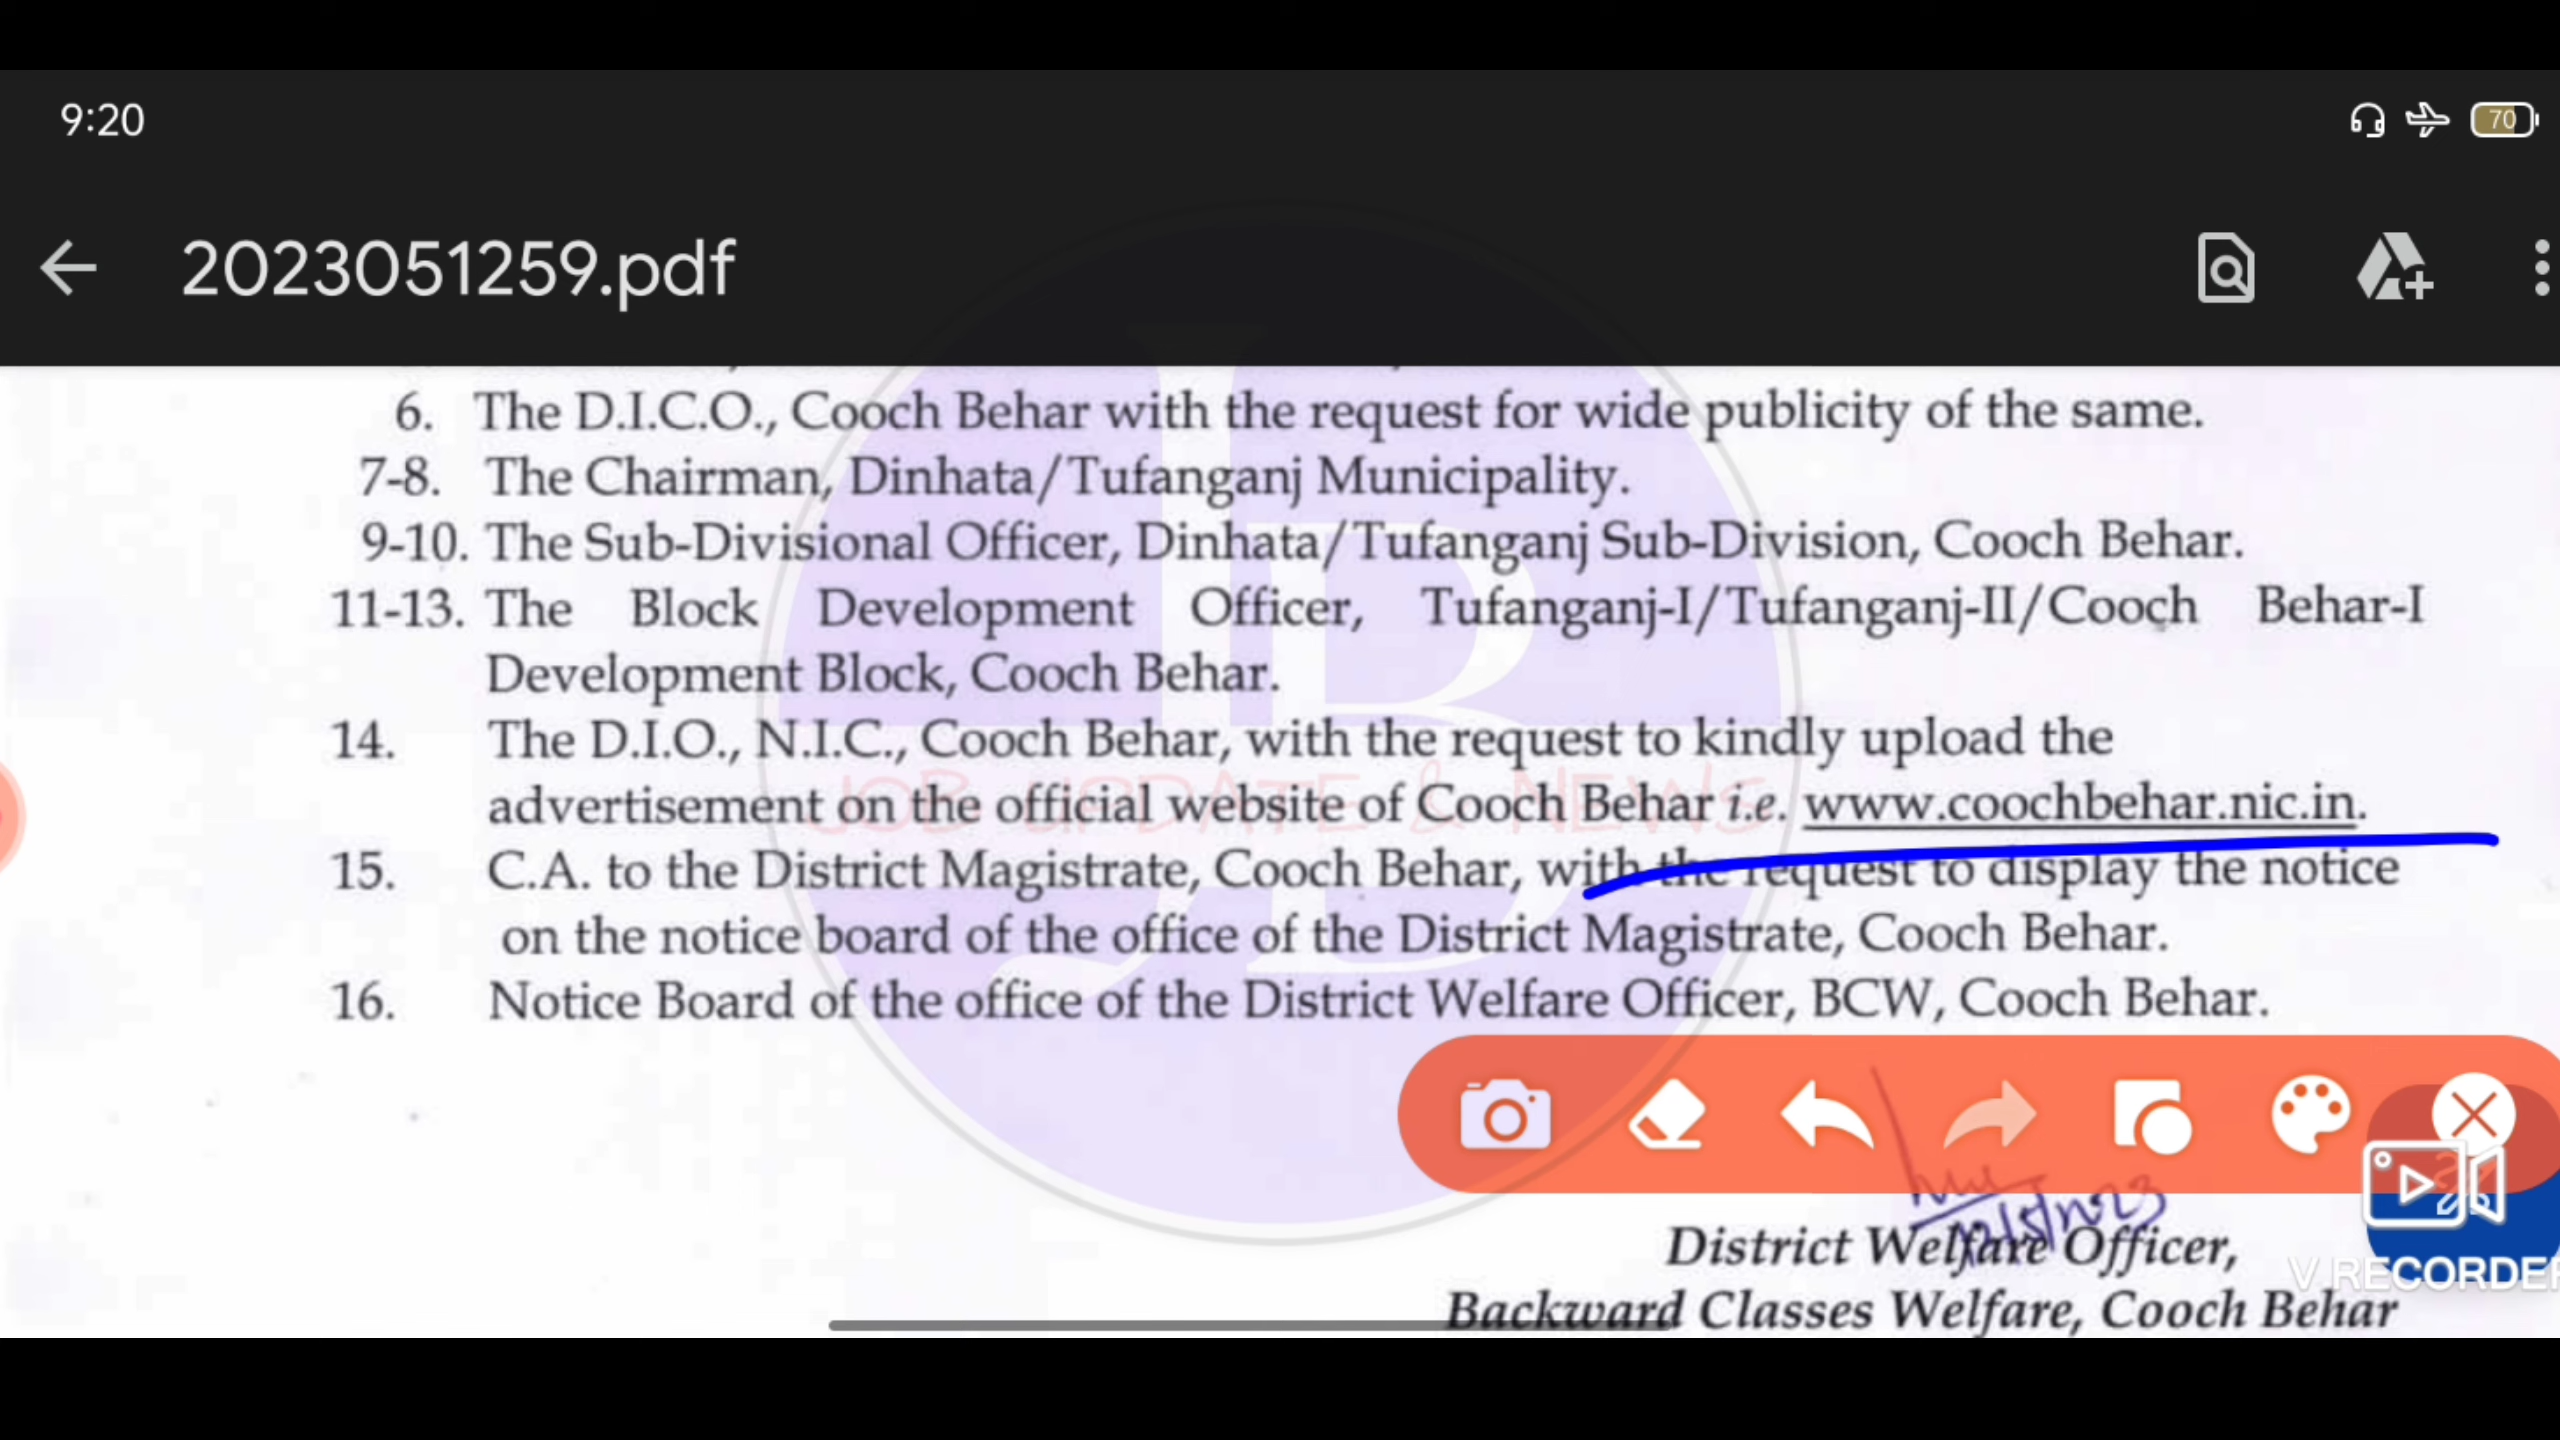 9:20
70
2023051259.pdf
6. The D.I.C.O., Cooch Behar with the request for wide publicity of the same.
7-8. The Chairman, Dinhata/Tufanganj Municipality.
9-10. The Sub-Divisional Officer, Dinhata/Tufanganj Sub-Division, Cooch Behar.
11-13. The Block Development Officer, Tufanganj-I/Tufanganj-II/Cooch Behar-I
Development Block, Cooch Behar.
14. The D.I.O., N.I.C., Cooch Behar, with the request to kindly upload the
advertisement on the official website of Cooch Behar i.e. www.coochbehar.nic.in.
JOB UPDATE & NEWS
15. C.A. to the District Magistrate, Cooch Behar, with the request to display the notice
on the notice board of the office of the District Magistrate, Cooch Behar.
16. Notice Board of the office of the District Welfare Officer, BCW, Cooch Behar.
District Welfare Officer,
V RECORDER
Backward Classes Welfare, Cooch Behar